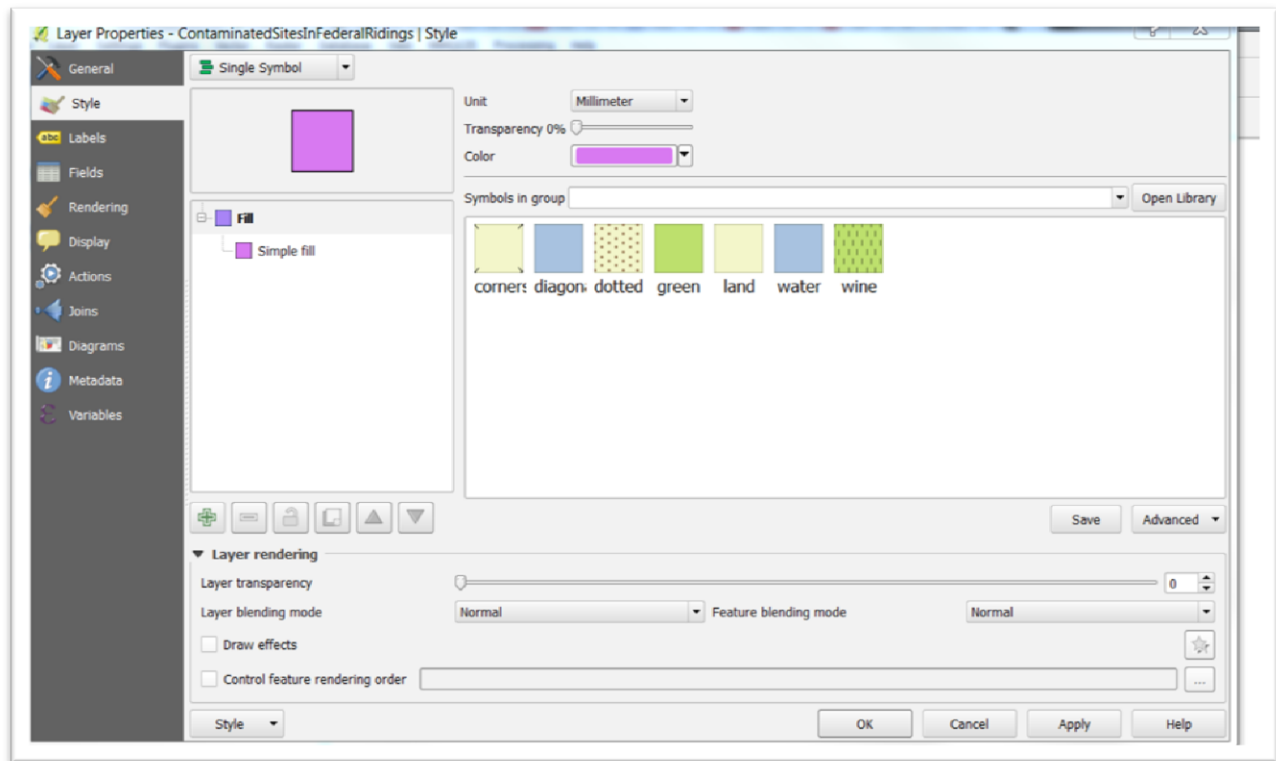 Layer Properties - ContaminatedSitesInFederalRidings | Style
General
Style
Labels
Fields
Rendering
Display
Actions
Joins
Diagrams
Metadata
Variables
Single Symbol
Unit Millimeter
Transparency 0%
Color
Fill
Simple fill
Symbols in group Open Library
corners diagon dotted green land water wine
Save Advanced
Layer rendering
Layer transparency 0
Layer blending mode Normal Feature blending mode Normal
Draw effects
Control feature rendering order ...
Style OK Cancel Apply Help